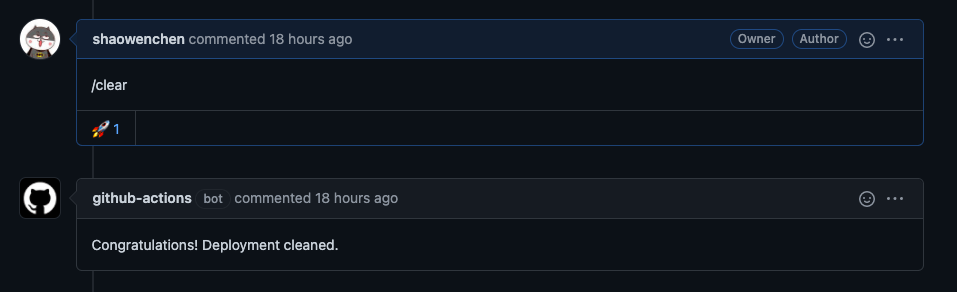 shaowenchen commented 18 hours ago Owner Author
/clear
🚀 1
github-actions bot commented 18 hours ago
Congratulations! Deployment cleaned.